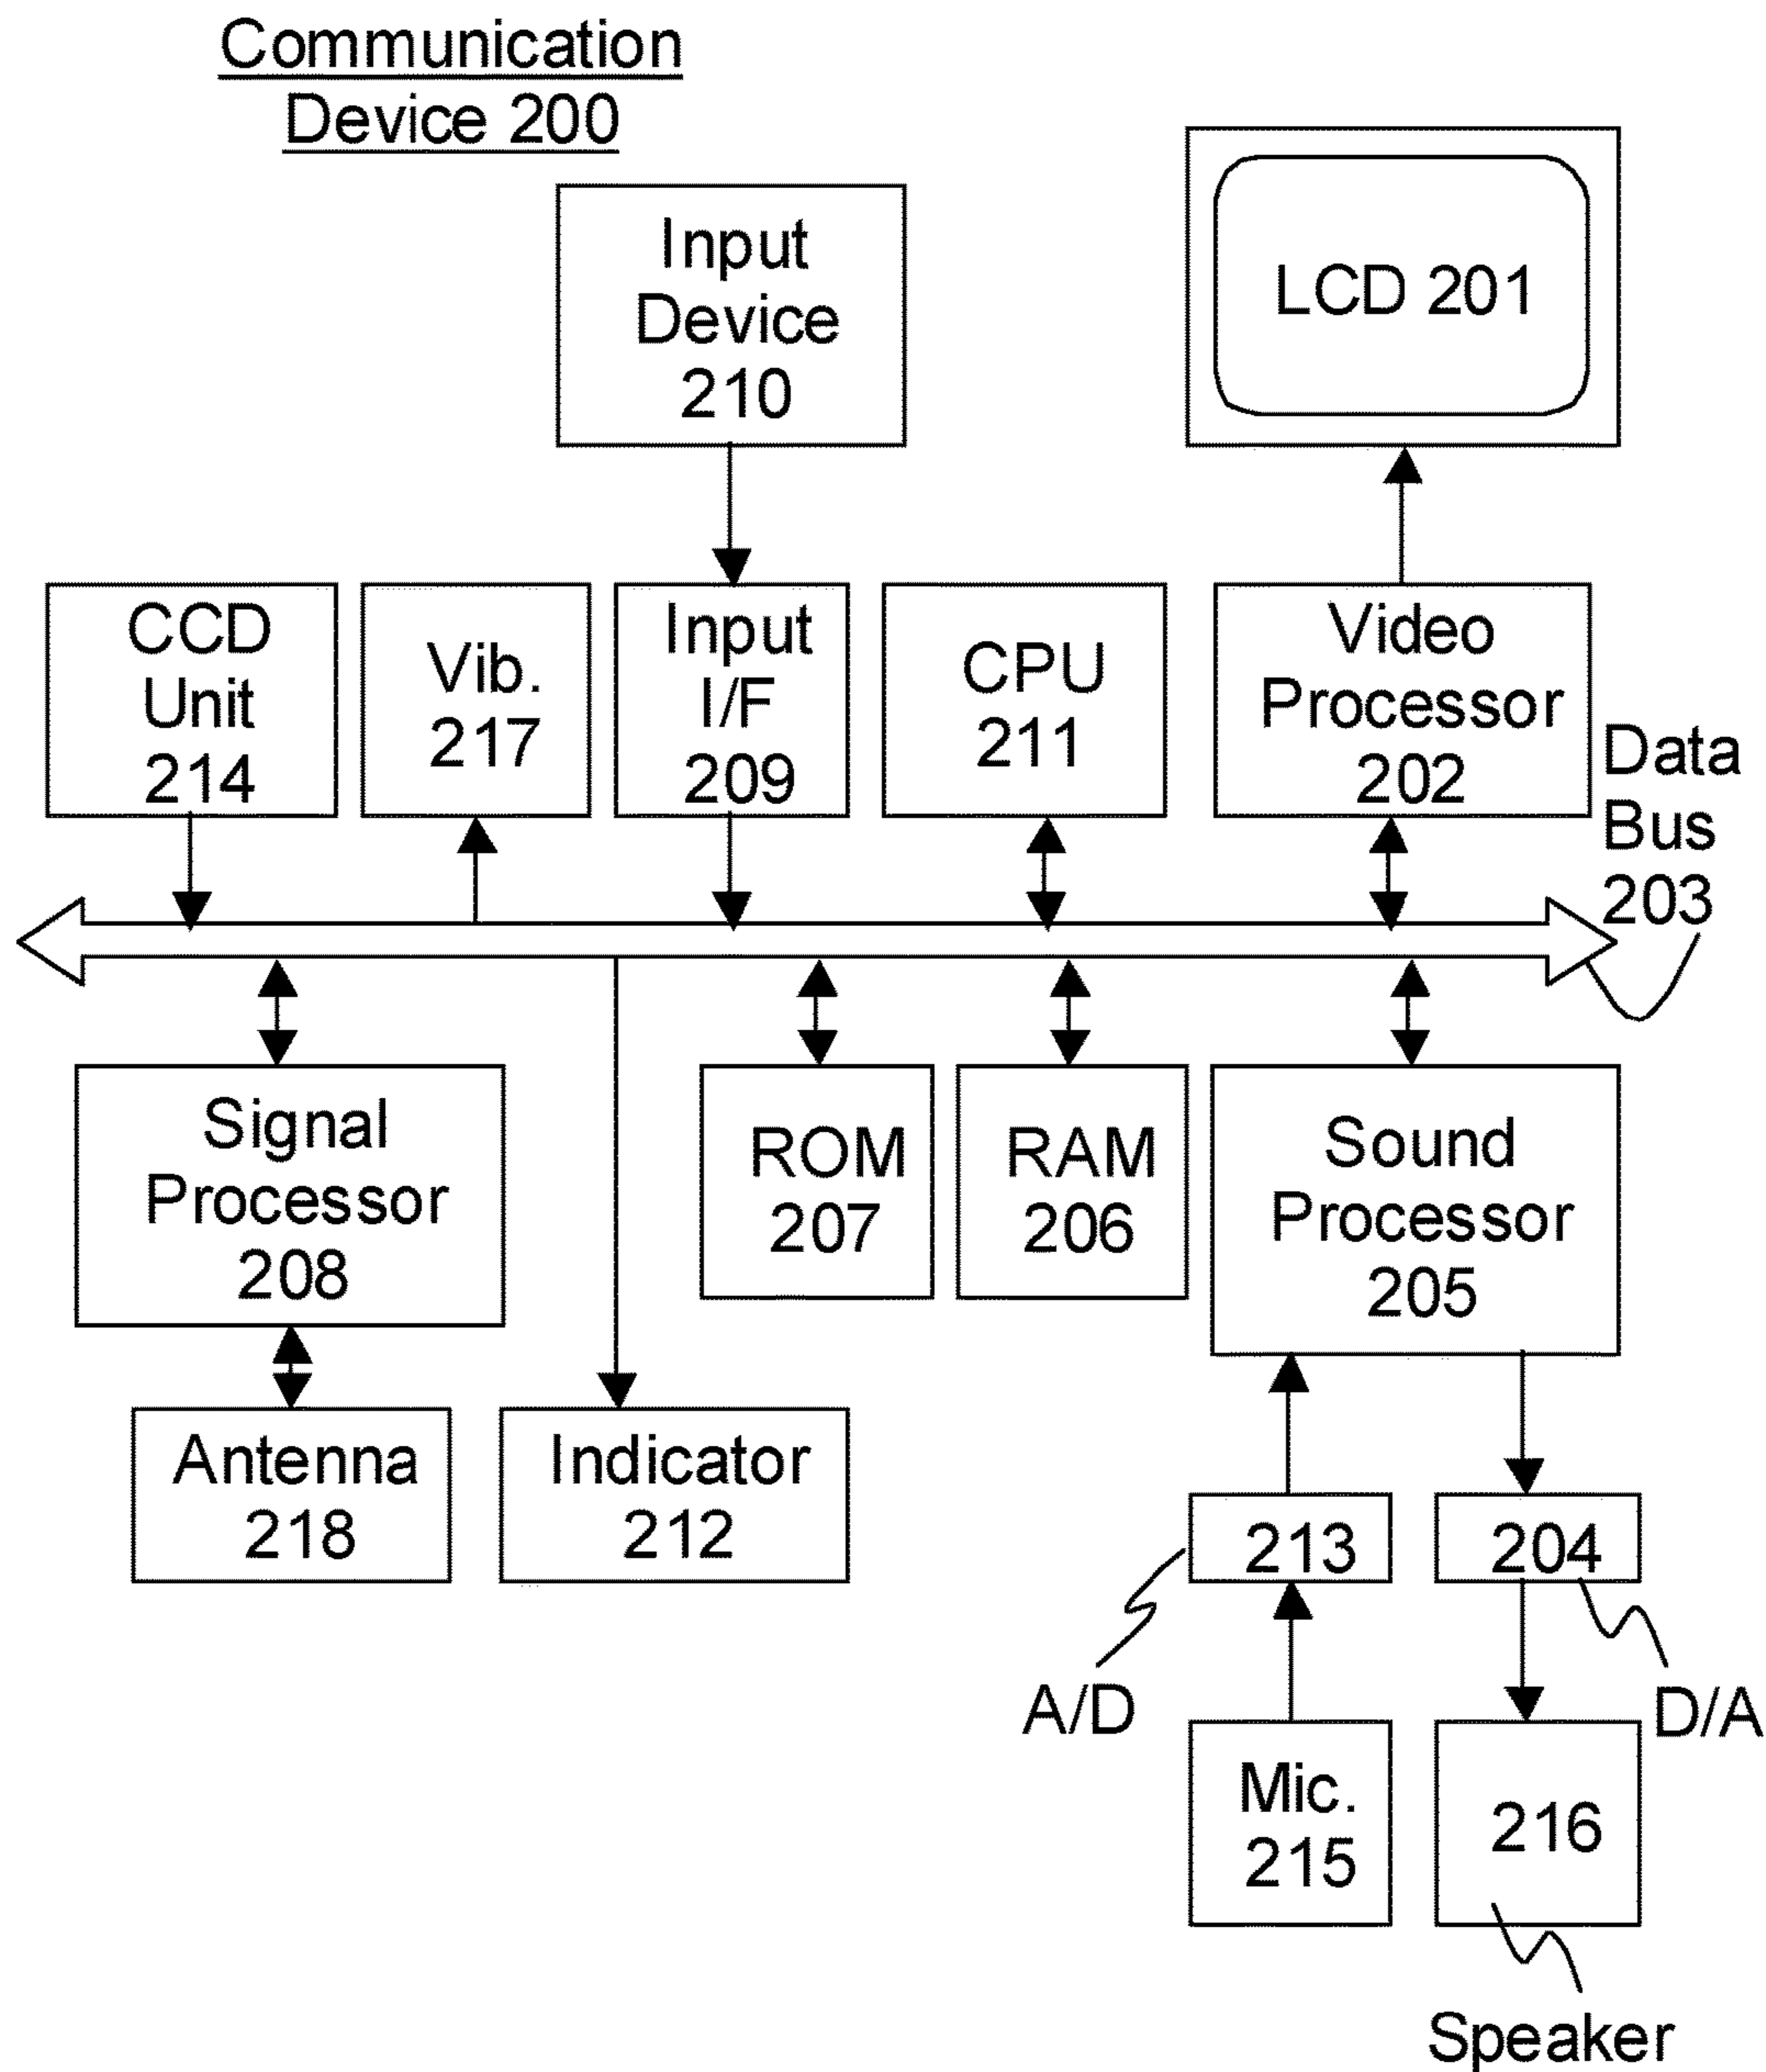 Communication
Device 200
Input
Device
210
LCD 201
CCD
Unit
214
Vib.
217
Input
I/F
209
CPU
211
Video
Processor
202
Data
Bus
203
Signal
Processor
208
ROM
207
RAM
206
Sound
Processor
205
Antenna
218
Indicator
212
213
204
A/D
D/A
Mic.
215
216
Speaker